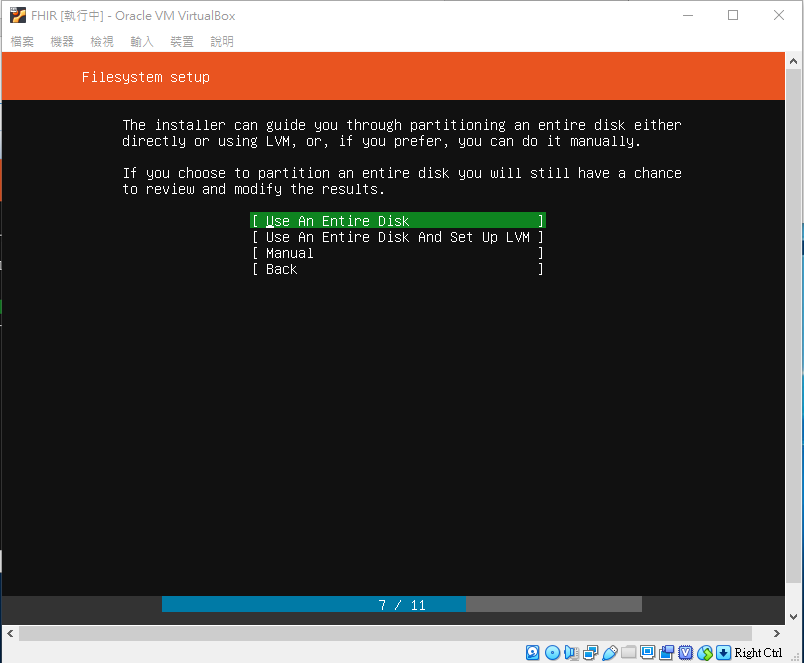 FHIR [執行中] - Oracle VM VirtualBox
檔案 機器 檢視 輸入 裝置 說明
Filesystem setup
The installer can guide you through partitioning an entire disk either
directly or using LVM, or, if you prefer, you can do it manually.
If you choose to partition an entire disk you will still have a chance
to review and modify the results.
[ Use An Entire Disk ]
[ Use An Entire Disk And Set Up LVM ]
[ Manual ]
[ Back ]
7 / 11
Right Ctrl